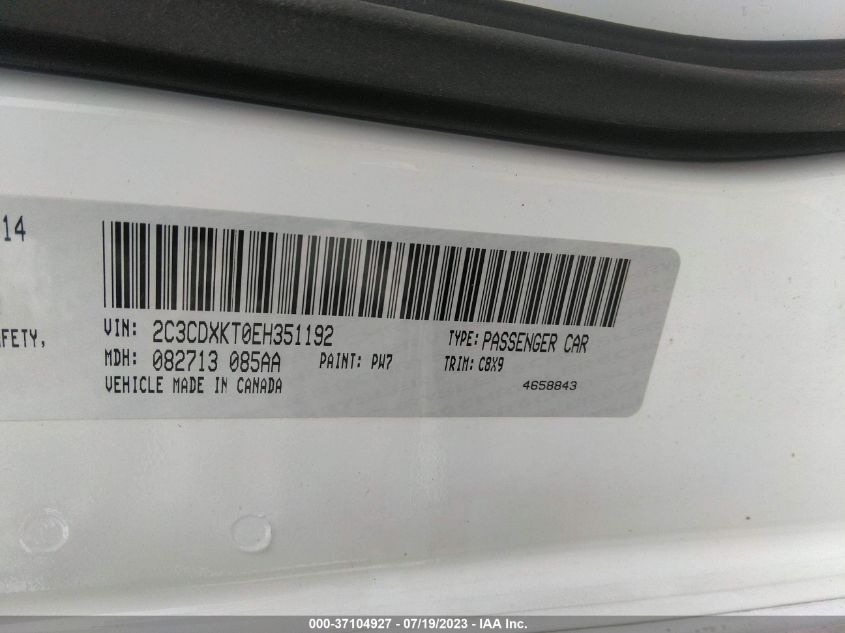 14
FETY,
VIN: 2C3CDXKT0EH351192
TYPE: PASSENGER CAR
MDH: 082713 085AA
PAINT: PW7
TRIM: C8X9
VEHICLE MADE IN CANADA
4658843
000-37104927 - 07/19/2023 - IAA Inc.